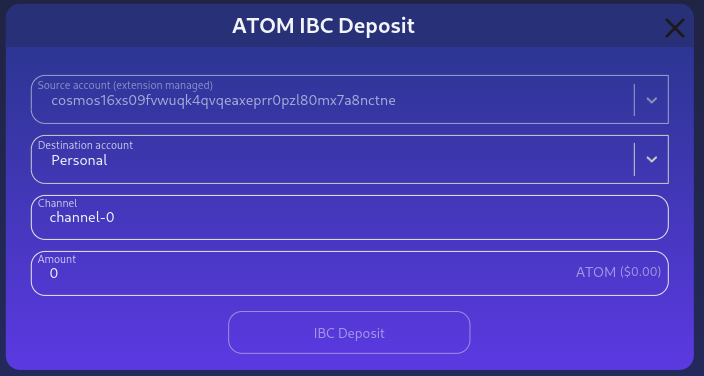 ATOM IBC Deposit
Source account (extension managed)
cosmos16xs09fvwuqk4qvqeaxeprr0pzl80mx7a8nctne
Destination account
Personal
Channel
channel-0
Amount
0
ATOM ($0.00)
IBC Deposit